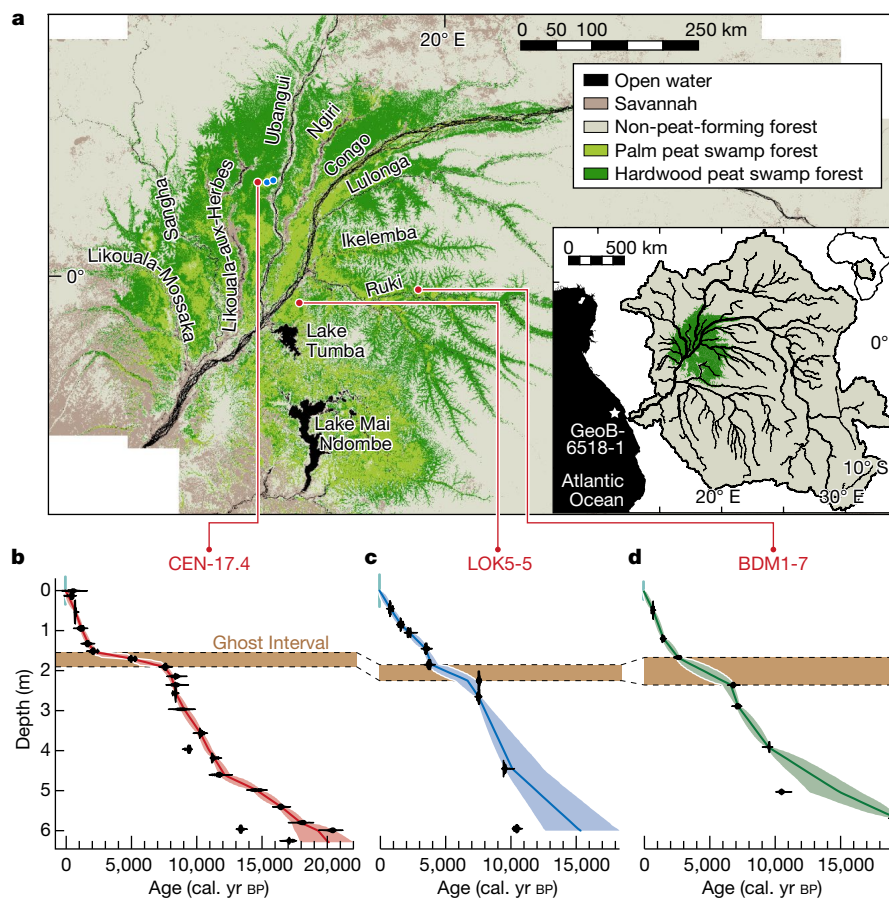 a
20° E
0 50 100 250 km
Open water
Savannah
Non-peat-forming forest
Palm peat swamp forest
Hardwood peat swamp forest
Ubangui
Ngiri
Congo
Lulonga
Sangha
Likouala-aux-Herbes
Likouala-Mossaka
Ikelemba
Ruki
0°
Lake
Tumba
Lake Mai
Ndombe
0 500 km
0°
GeoB-
6518-1
Atlantic
Ocean
10° S
20° E
30° E
b
CEN-17.4
c
LOK5-5
d
BDM1-7
Ghost Interval
Depth (m)
0
1
2
3
4
5
6
0 5,000 10,000 15,000 20,000
Age (cal. yr BP)
0 5,000 10,000 15,000
Age (cal. yr BP)
0 5,000 10,000 15,000
Age (cal. yr BP)